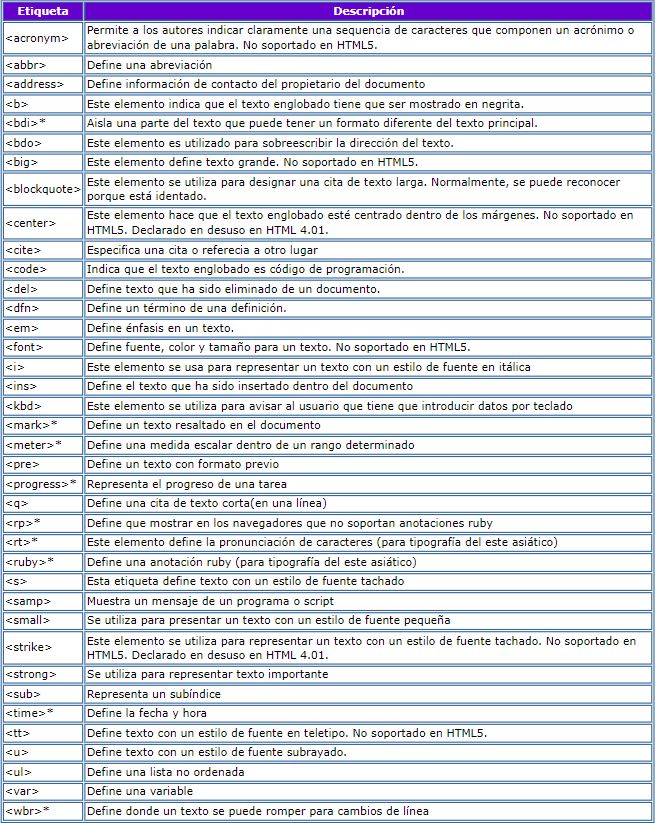 Etiqueta Descripción
<acronym> Permite a los autores indicar claramente una sequencia de caracteres que componen un acrónimo o
abreviación de una palabra. No soportado en HTML5.
<abbr> Define una abreviación
<address> Define información de contacto del propietario del documento
<b> Este elemento indica que el texto englobado tiene que ser mostrado en negrita.
<bdi>* Aisla una parte del texto que puede tener un formato diferente del texto principal.
<bdo> Este elemento es utilizado para sobreescribir la dirección del texto.
<big> Este elemento define texto grande. No soportado en HTML5.
<blockquote> Este elemento se utiliza para designar una cita de texto larga. Normalmente, se puede reconocer
porque está identado.
<center> Este elemento hace que el texto englobado esté centrado dentro de los márgenes. No soportado en
HTML5. Declarado en desuso en HTML 4.01.
<cite> Especifica una cita o referecia a otro lugar
<code> Indica que el texto englobado es código de programación.
<del> Define texto que ha sido eliminado de un documento.
<dfn> Define un término de una definición.
<em> Define énfasis en un texto.
<font> Define fuente, color y tamaño para un texto. No soportado en HTML5.
<i> Este elemento se usa para representar un texto con un estilo de fuente en itálica
<ins> Define el texto que ha sido insertado dentro del documento
<kbd> Este elemento se utiliza para avisar al usuario que tiene que introducir datos por teclado
<mark>* Define un texto resaltado en el documento
<meter>* Define una medida escalar dentro de un rango determinado
<pre> Define un texto con formato previo
<progress>* Representa el progreso de una tarea
<q> Define una cita de texto corta(en una línea)
<rp>* Define que mostrar en los navegadores que no soportan anotaciones ruby
<rt>* Este elemento define la pronunciación de caracteres (para tipografía del este asiático)
<ruby>* Define una anotación ruby (para tipografía del este asiático)
<s> Esta etiqueta define texto con un estilo de fuente tachado
<samp> Muestra un mensaje de un programa o script
<small> Se utiliza para presentar un texto con un estilo de fuente pequeña
<strike> Este elemento se utiliza para representar un texto con un estilo de fuente tachado. No soportado en
HTML5. Declarado en desuso en HTML 4.01.
<strong> Se utiliza para representar texto importante
<sub> Representa un subíndice
<time>* Define la fecha y hora
<tt> Define texto con un estilo de fuente en teletipo. No soportado en HTML5.
<u> Define texto con un estilo de fuente subrayado.
<ul> Define una lista no ordenada
<var> Define una variable
<wbr>* Define donde un texto se puede romper para cambios de línea